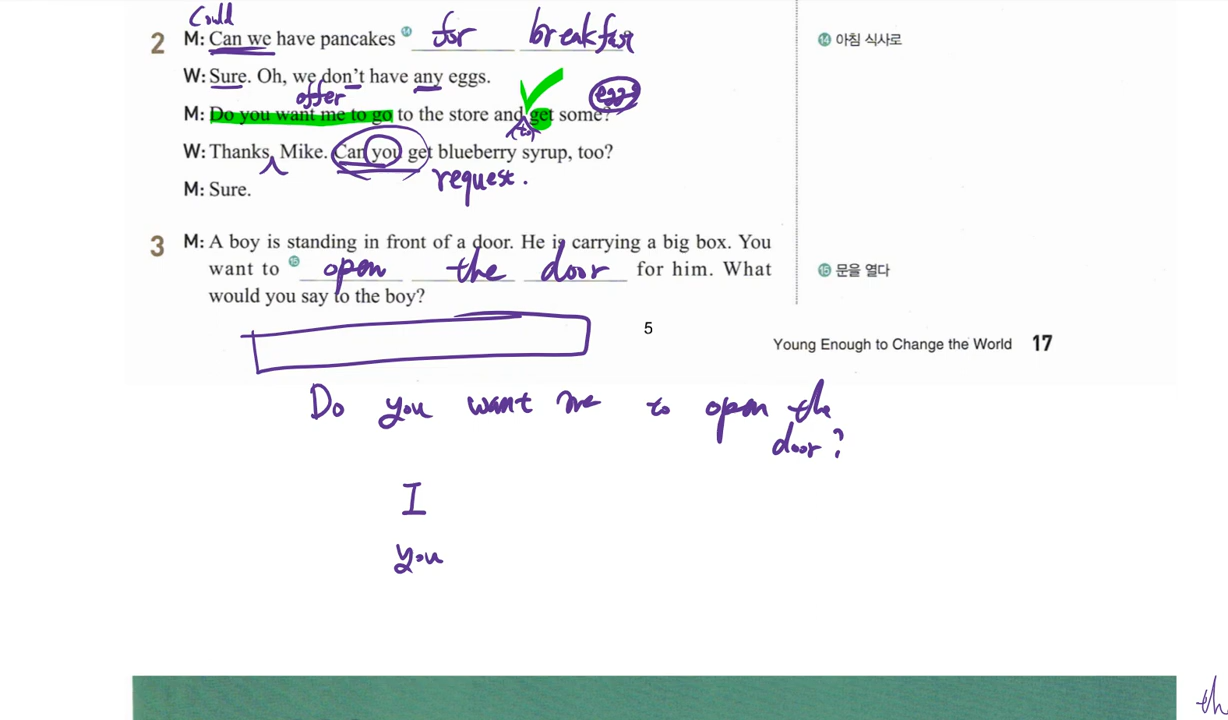 Could
2 M: Can we have pancakes ⑭ for breakfast ⑭ 아침 식사로
W: Sure. Oh, we don't have any eggs.
offer eggs
M: Do you want me to go to the store and get some?
(to)
W: Thanks, Mike. Can you get blueberry syrup, too?
request.
M: Sure.
3 M: A boy is standing in front of a door. He is carrying a big box. You
want to ⑮ open the door for him. What ⑮ 문을 열다
would you say to the boy?
5
Young Enough to Change the World 17
Do you want me to open the
door?
I
you
th